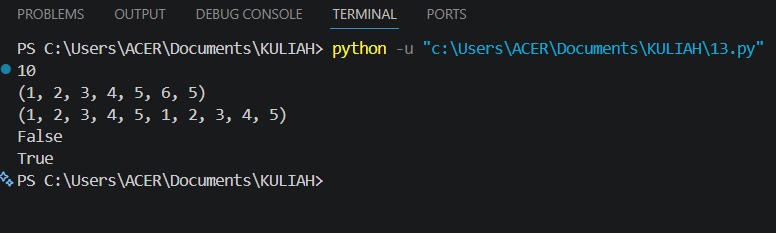 PROBLEMS OUTPUT DEBUG CONSOLE TERMINAL PORTS
PS C:\Users\ACER\Documents\KULIAH> python -u "c:\Users\ACER\Documents\KULIAH\13.py"
10
(1, 2, 3, 4, 5, 6, 5)
(1, 2, 3, 4, 5, 1, 2, 3, 4, 5)
False
True
PS C:\Users\ACER\Documents\KULIAH>